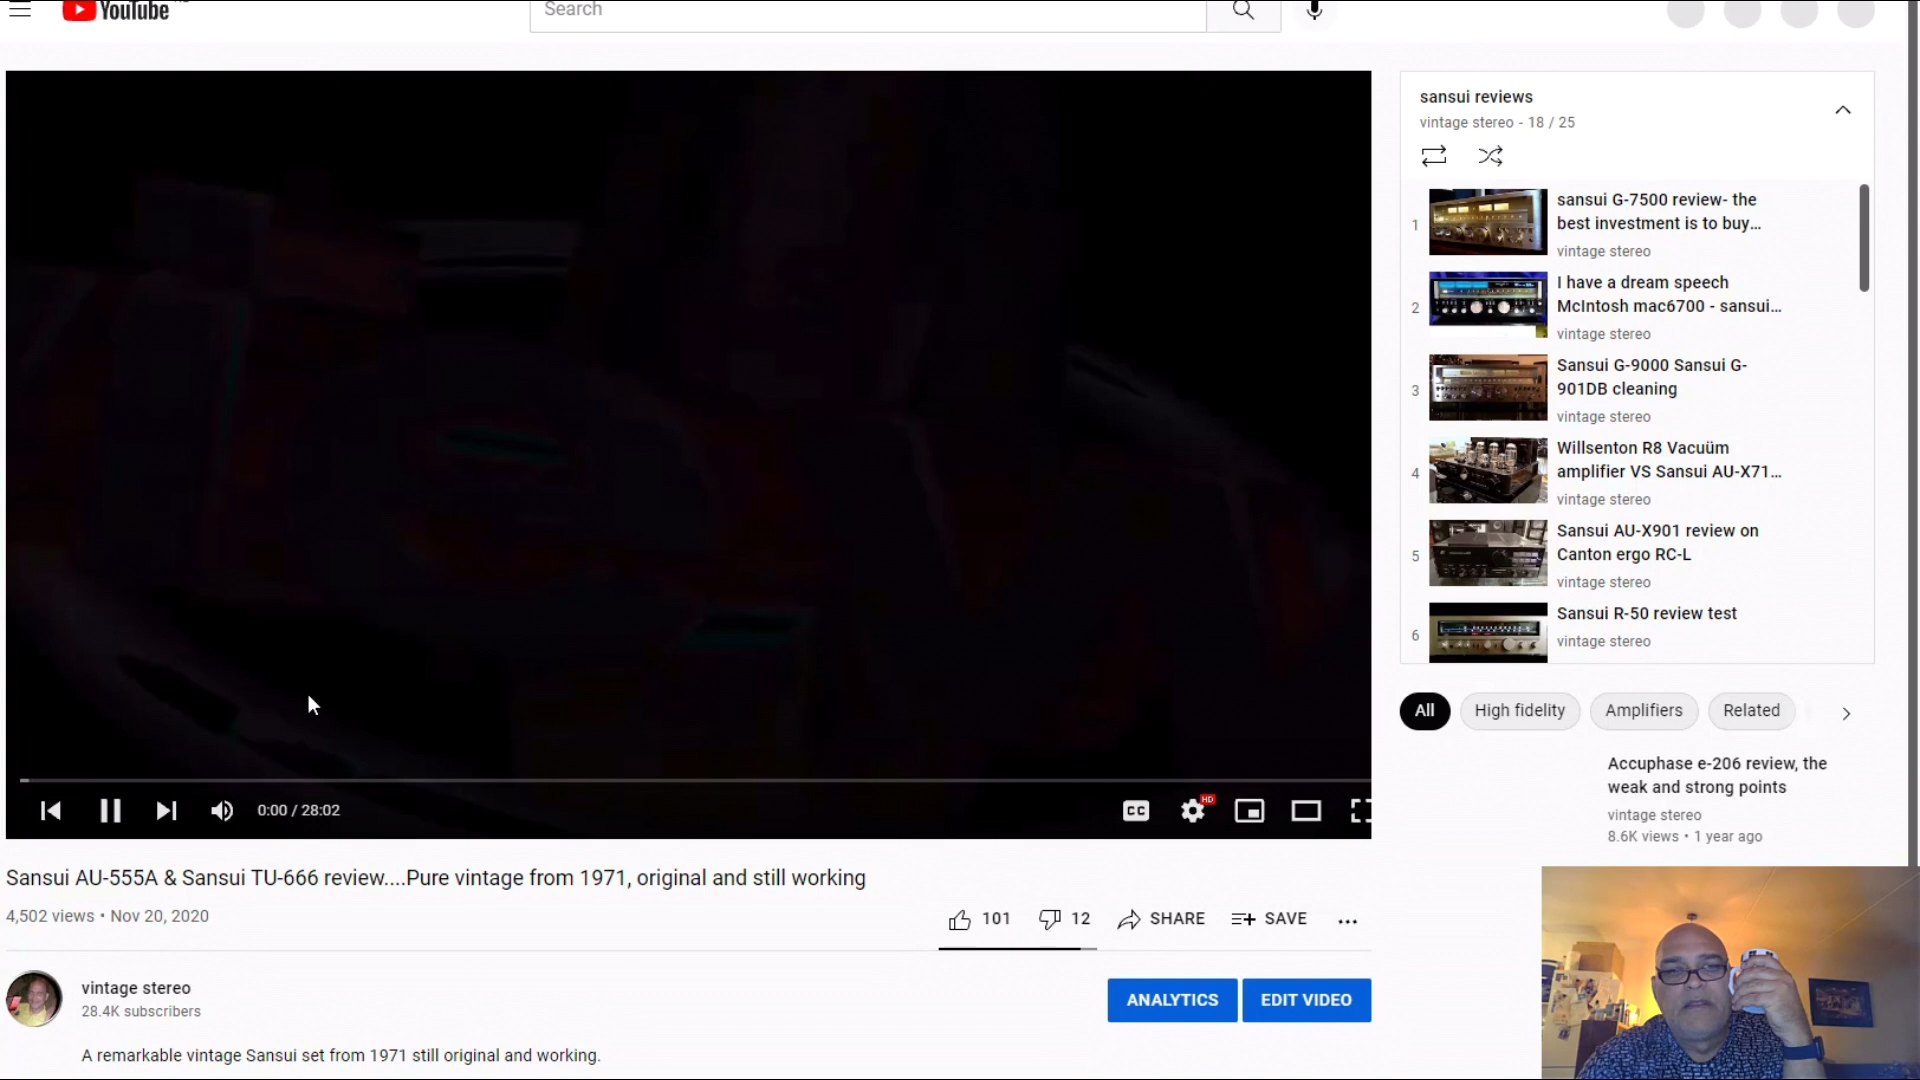 YouTube
Search
sansui reviews
vintage stereo - 18 / 25
1
sansui G-7500 review- the
best investment is to buy...
vintage stereo
2
I have a dream speech
McIntosh mac6700 - sansui...
vintage stereo
3
Sansui G-9000 Sansui G-
901DB cleaning
vintage stereo
4
Willsenton R8 Vacuüm
amplifier VS Sansui AU-X71...
vintage stereo
5
Sansui AU-X901 review on
Canton ergo RC-L
vintage stereo
6
Sansui R-50 review test
vintage stereo
All
High fidelity
Amplifiers
Related
Accuphase e-206 review, the
weak and strong points
vintage stereo
8.6K views • 1 year ago
0:00 / 28:02
CC
HD
Sansui AU-555A & Sansui TU-666 review....Pure vintage from 1971, original and still working
4,502 views • Nov 20, 2020
101
12
SHARE
SAVE
vintage stereo
28.4K subscribers
ANALYTICS
EDIT VIDEO
A remarkable vintage Sansui set from 1971 still original and working.